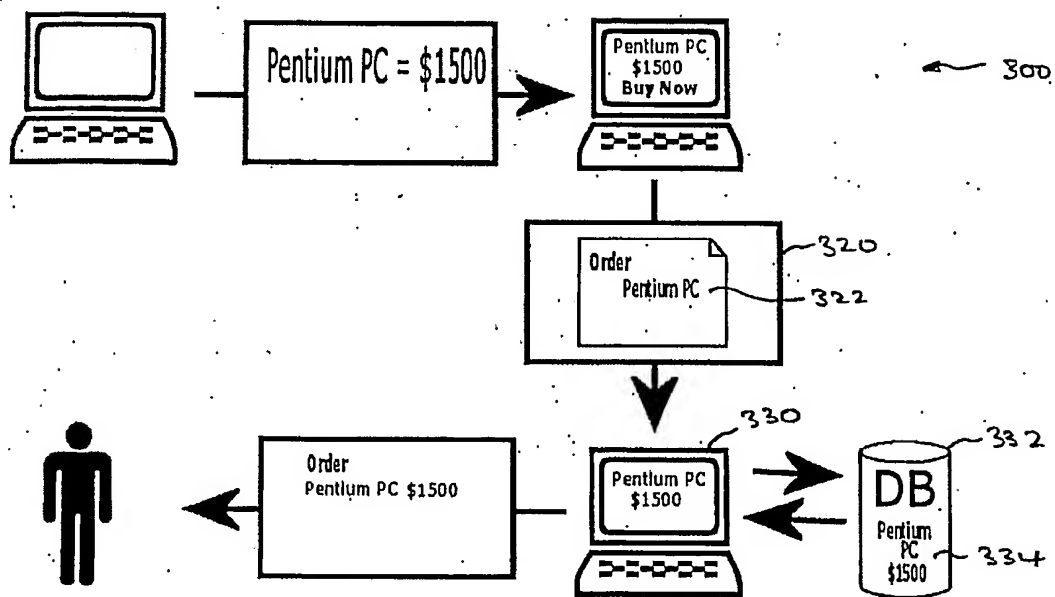 Pentium PC = $1500
Pentium PC
$1500
Buy Now
300
Order
Pentium PC
320
322
Order
Pentium PC $1500
Pentium PC
$1500
330
DB
Pentium
PC
$1500
332
334